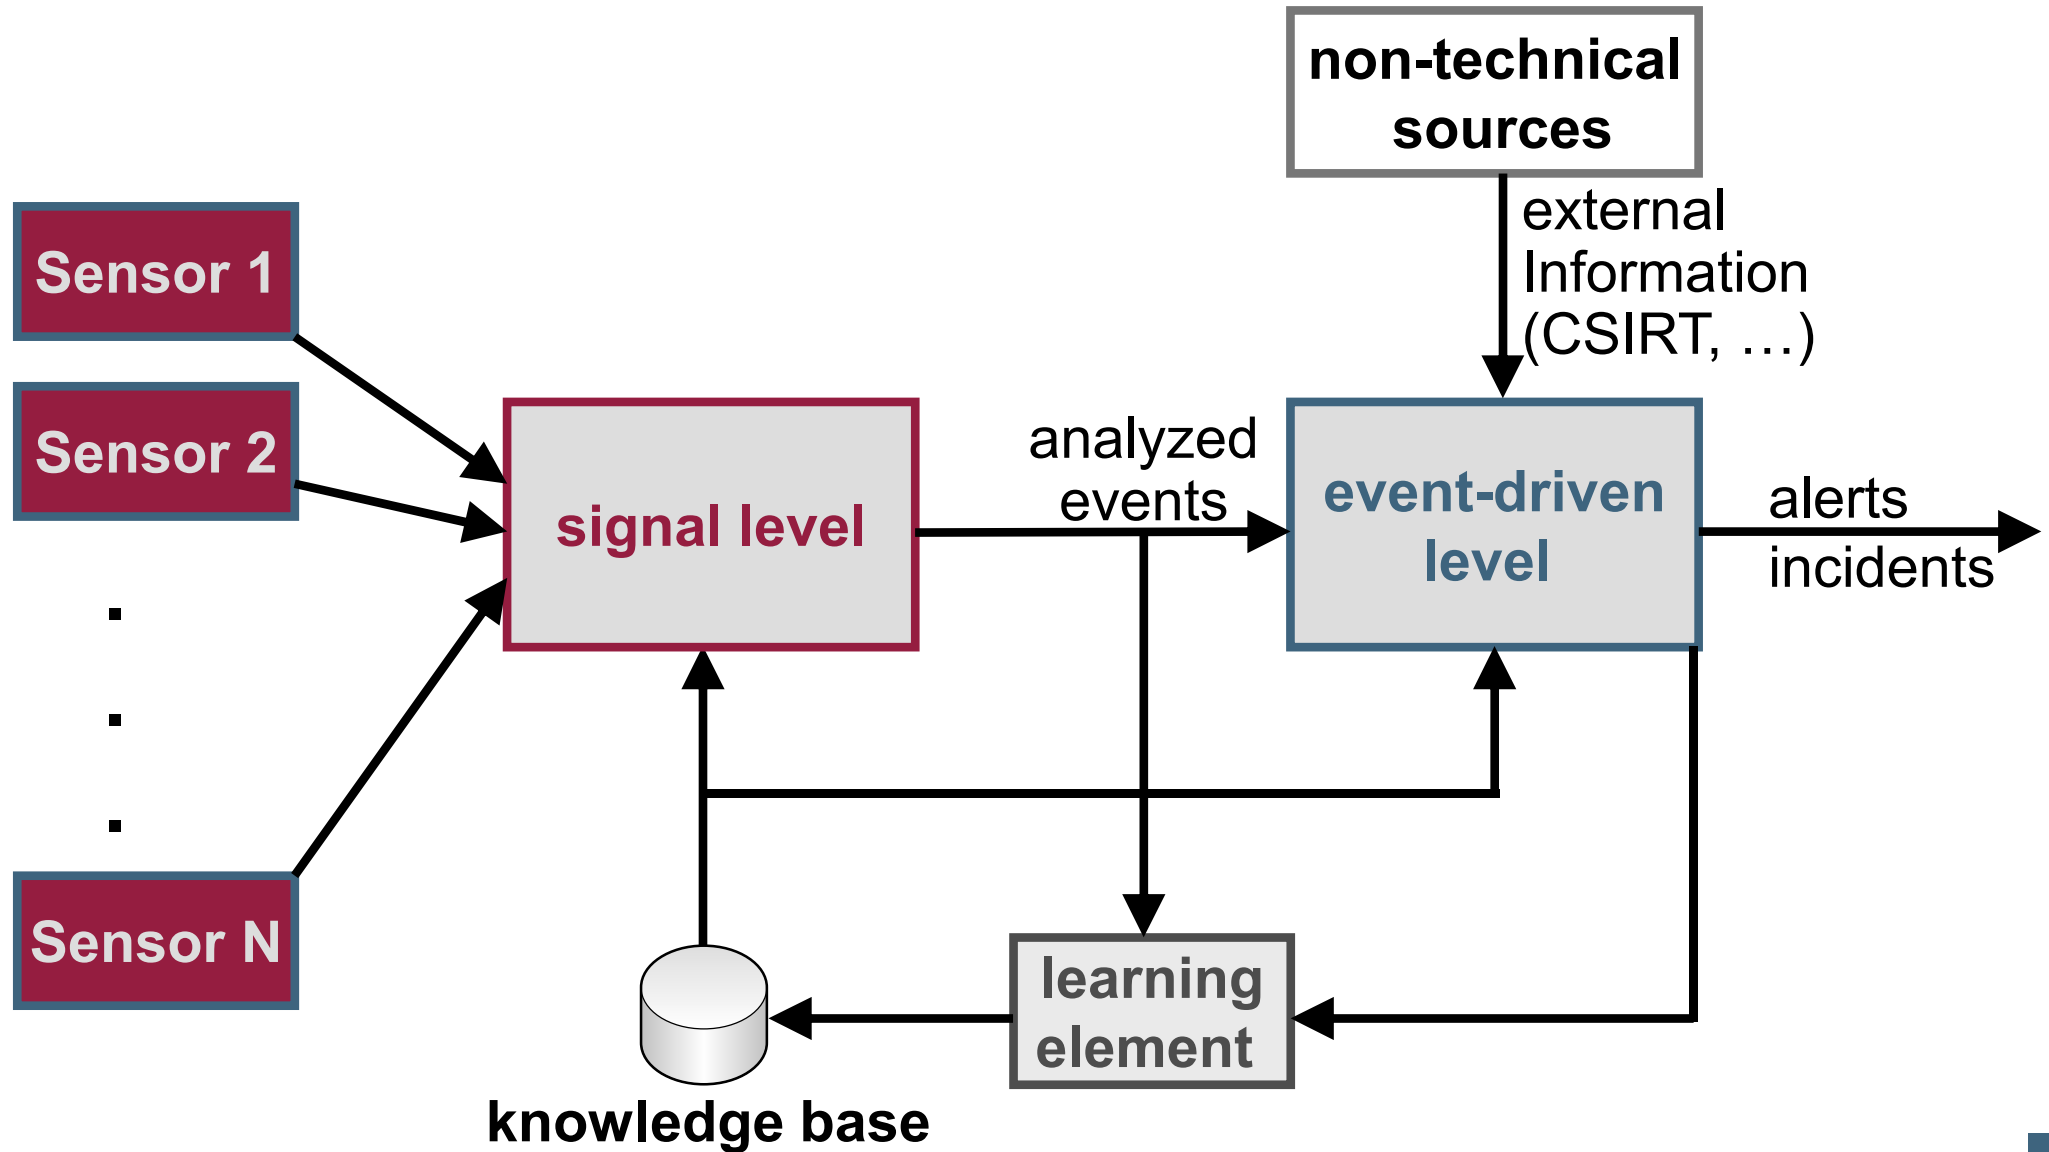 non-technical
sources
external
Information
(CSIRT, …)
Sensor 1
Sensor 2
Sensor N
signal level
analyzed
events
event-driven
level
alerts
incidents
learning
element
knowledge base